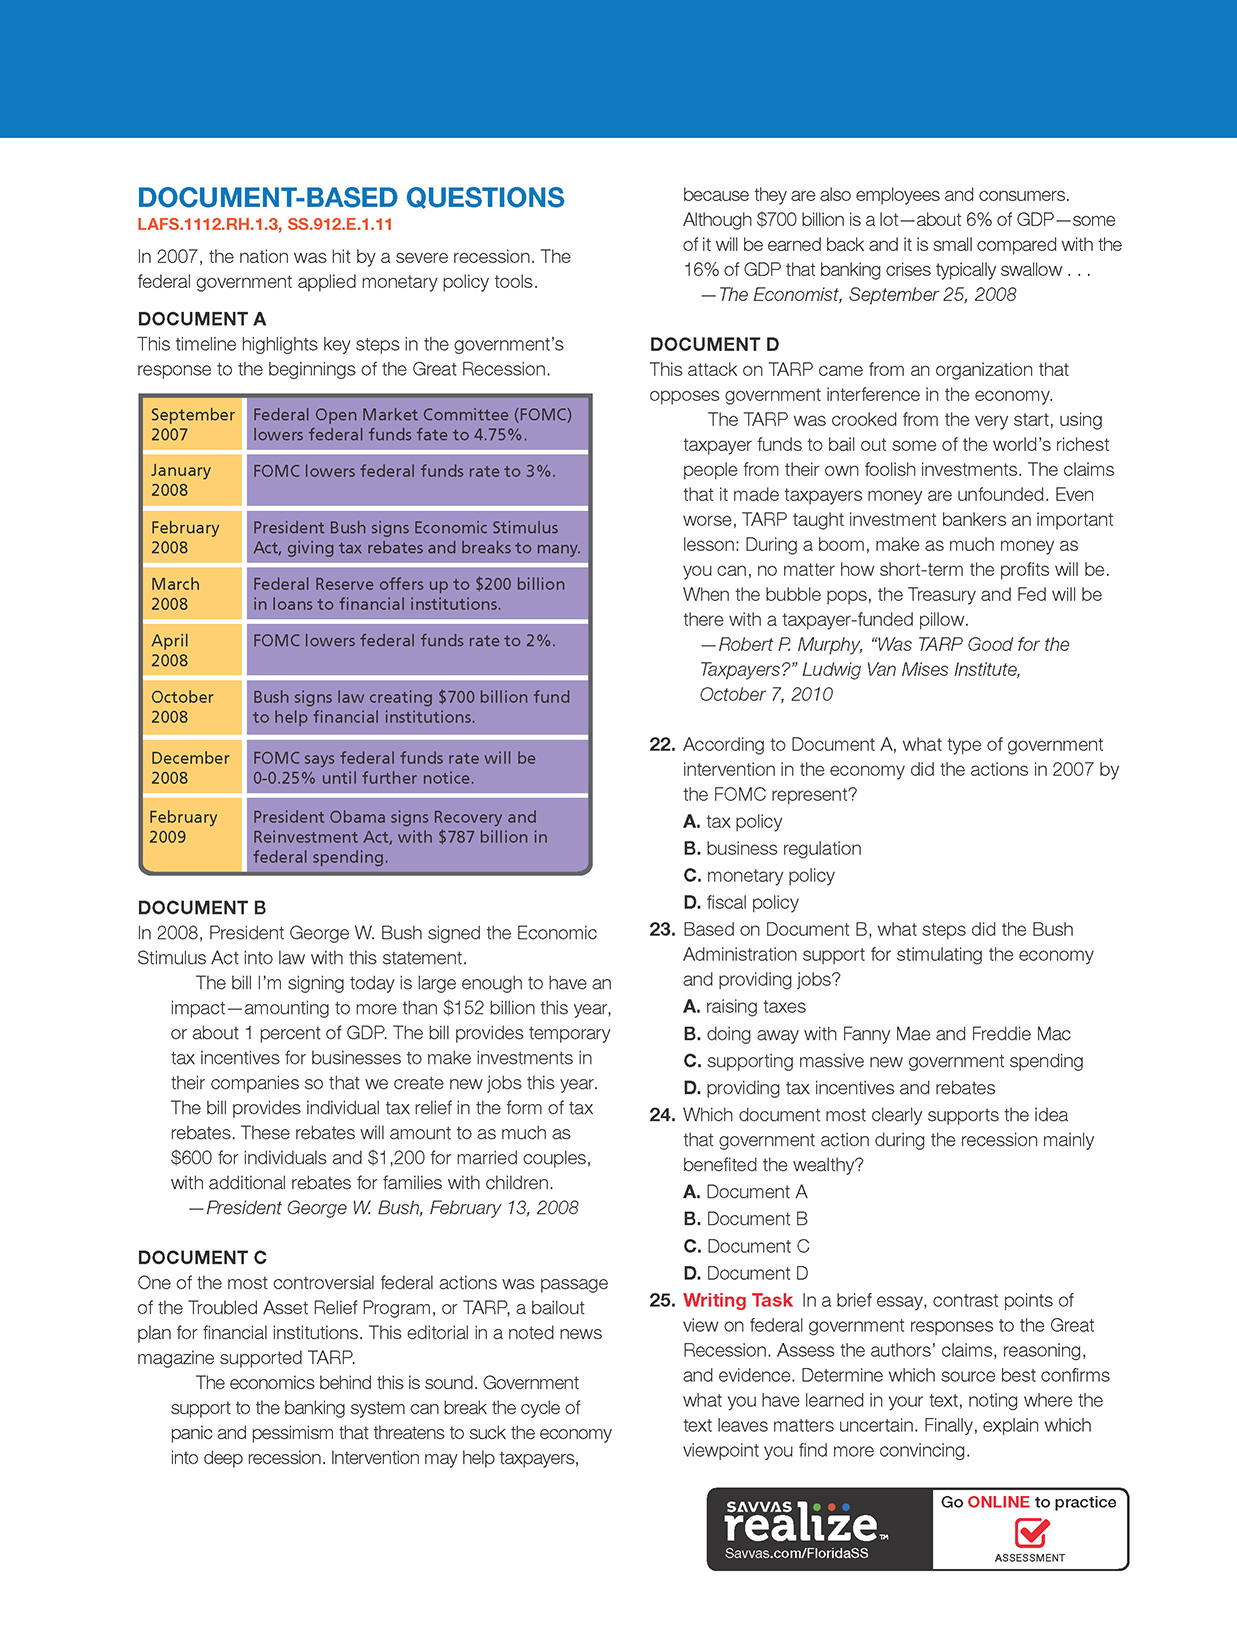 DOCUMENT-BASED QUESTIONS
LAFS.1112.RH.1.3, SS.912.E.1.11
In 2007, the nation was hit by a severe recession. The
federal government applied monetary policy tools.
DOCUMENT A
This timeline highlights key steps in the government's
response to the beginnings of the Great Recession.
September
2007
Federal Open Market Committee (FOMC)
lowers federal funds fate to 4.75%.
January
2008
FOMC lowers federal funds rate to 3%.
February
2008
President Bush signs Economic Stimulus
Act, giving tax rebates and breaks to many.
March
2008
Federal Reserve offers up to $200 billion
in loans to financial institutions.
April
2008
FOMC lowers federal funds rate to 2%.
October
2008
Bush signs law creating $700 billion fund
to help financial institutions.
December
2008
FOMC says federal funds rate will be
0-0.25% until further notice.
February
2009
President Obama signs Recovery and
Reinvestment Act, with $787 billion in
federal spending.
DOCUMENT B
In 2008, President George W. Bush signed the Economic
Stimulus Act into law with this statement.
The bill I'm signing today is large enough to have an
impact—amounting to more than $152 billion this year,
or about 1 percent of GDP. The bill provides temporary
tax incentives for businesses to make investments in
their companies so that we create new jobs this year.
The bill provides individual tax relief in the form of tax
rebates. These rebates will amount to as much as
$600 for individuals and $1,200 for married couples,
with additional rebates for families with children.
—President George W. Bush, February 13, 2008
DOCUMENT C
One of the most controversial federal actions was passage
of the Troubled Asset Relief Program, or TARP, a bailout
plan for financial institutions. This editorial in a noted news
magazine supported TARP.
The economics behind this is sound. Government
support to the banking system can break the cycle of
panic and pessimism that threatens to suck the economy
into deep recession. Intervention may help taxpayers,
because they are also employees and consumers.
Although $700 billion is a lot—about 6% of GDP—some
of it will be earned back and it is small compared with the
16% of GDP that banking crises typically swallow . . .
—The Economist, September 25, 2008
DOCUMENT D
This attack on TARP came from an organization that
opposes government interference in the economy.
The TARP was crooked from the very start, using
taxpayer funds to bail out some of the world's richest
people from their own foolish investments. The claims
that it made taxpayers money are unfounded. Even
worse, TARP taught investment bankers an important
lesson: During a boom, make as much money as
you can, no matter how short-term the profits will be.
When the bubble pops, the Treasury and Fed will be
there with a taxpayer-funded pillow.
—Robert P. Murphy, "Was TARP Good for the
Taxpayers?" Ludwig Van Mises Institute,
October 7, 2010
22. According to Document A, what type of government
intervention in the economy did the actions in 2007 by
the FOMC represent?
A. tax policy
B. business regulation
C. monetary policy
D. fiscal policy
23. Based on Document B, what steps did the Bush
Administration support for stimulating the economy
and providing jobs?
A. raising taxes
B. doing away with Fanny Mae and Freddie Mac
C. supporting massive new government spending
D. providing tax incentives and rebates
24. Which document most clearly supports the idea
that government action during the recession mainly
benefited the wealthy?
A. Document A
B. Document B
C. Document C
D. Document D
25. Writing Task In a brief essay, contrast points of
view on federal government responses to the Great
Recession. Assess the authors' claims, reasoning,
and evidence. Determine which source best confirms
what you have learned in your text, noting where the
text leaves matters uncertain. Finally, explain which
viewpoint you find more convincing.
SAVVAS
realize™
Savvas.com/FloridaSS
Go ONLINE to practice
ASSESSMENT